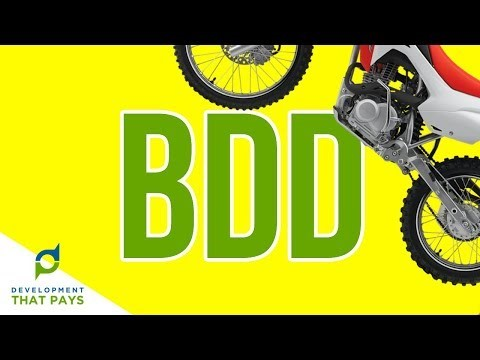 BDD
DEVELOPMENT
THAT PAYS